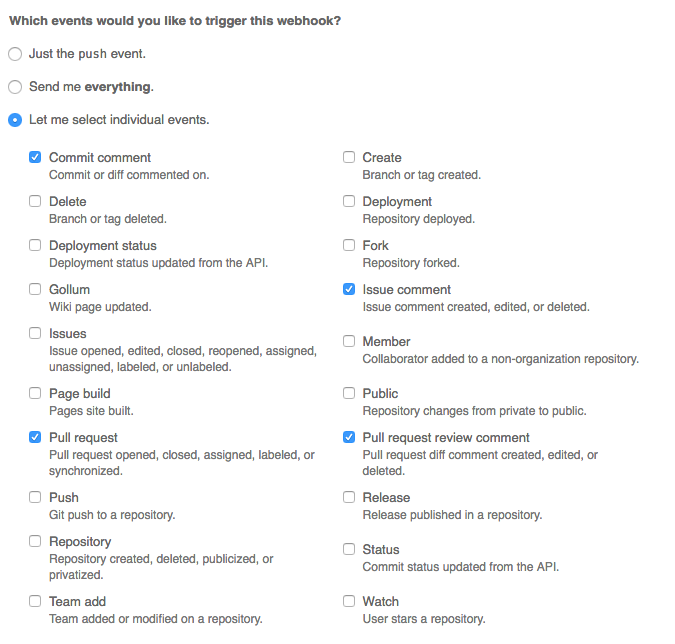 Which events would you like to trigger this webhook?
Just the push event.
Send me everything.
Let me select individual events.
Commit comment
Commit or diff commented on.
Create
Branch or tag created.
Delete
Branch or tag deleted.
Deployment
Repository deployed.
Deployment status
Deployment status updated from the API.
Fork
Repository forked.
Gollum
Wiki page updated.
Issue comment
Issue comment created, edited, or deleted.
Issues
Issue opened, edited, closed, reopened, assigned,
unassigned, labeled, or unlabeled.
Member
Collaborator added to a non-organization repository.
Page build
Pages site built.
Public
Repository changes from private to public.
Pull request
Pull request opened, closed, assigned, labeled, or
synchronized.
Pull request review comment
Pull request diff comment created, edited, or
deleted.
Push
Git push to a repository.
Release
Release published in a repository.
Repository
Repository created, deleted, publicized, or
privatized.
Status
Commit status updated from the API.
Team add
Team added or modified on a repository.
Watch
User stars a repository.